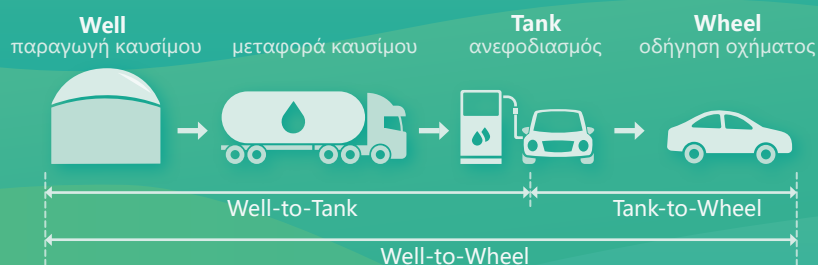 Well
παραγωγή καυσίμου
μεταφορά καυσίμου
Tank
ανεφοδιασμός
Wheel
οδήγηση οχήματος
Well-to-Tank
Tank-to-Wheel
Well-to-Wheel